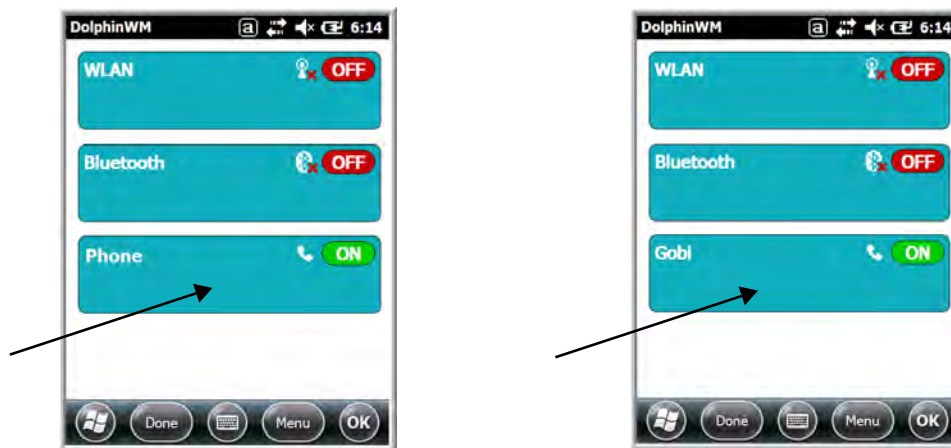 DolphinWM a 6:14
WLAN OFF
Bluetooth OFF
Phone ON
Done Menu OK
DolphinWM a 6:14
WLAN OFF
Bluetooth OFF
Gobi ON
Done Menu OK